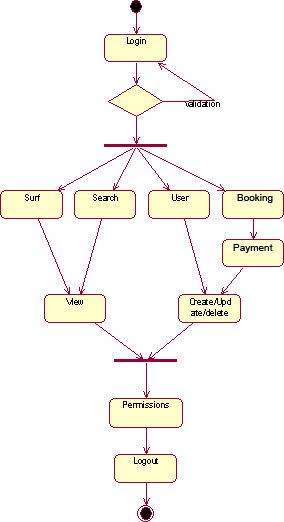 Login
validation
Surf
Search
User
Booking
Payment
View
Create/Upd
ate/delete
Permissions
Logout